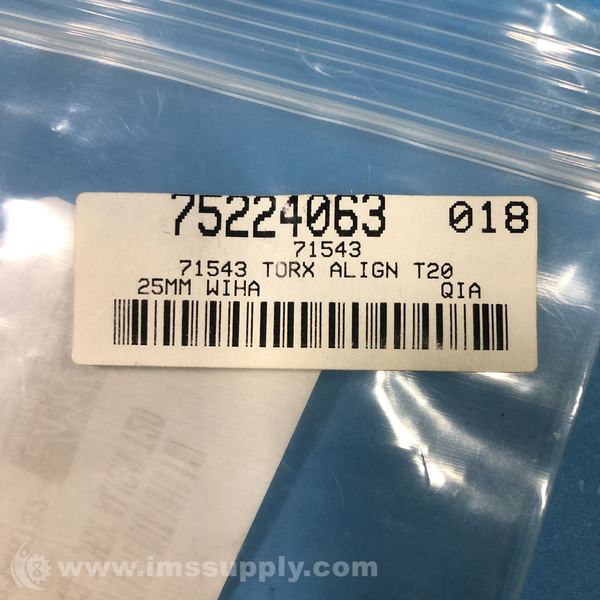 75224063 018
71543
71543 TORX ALIGN T20
25MM WIHA QIA
www.imssupply.com